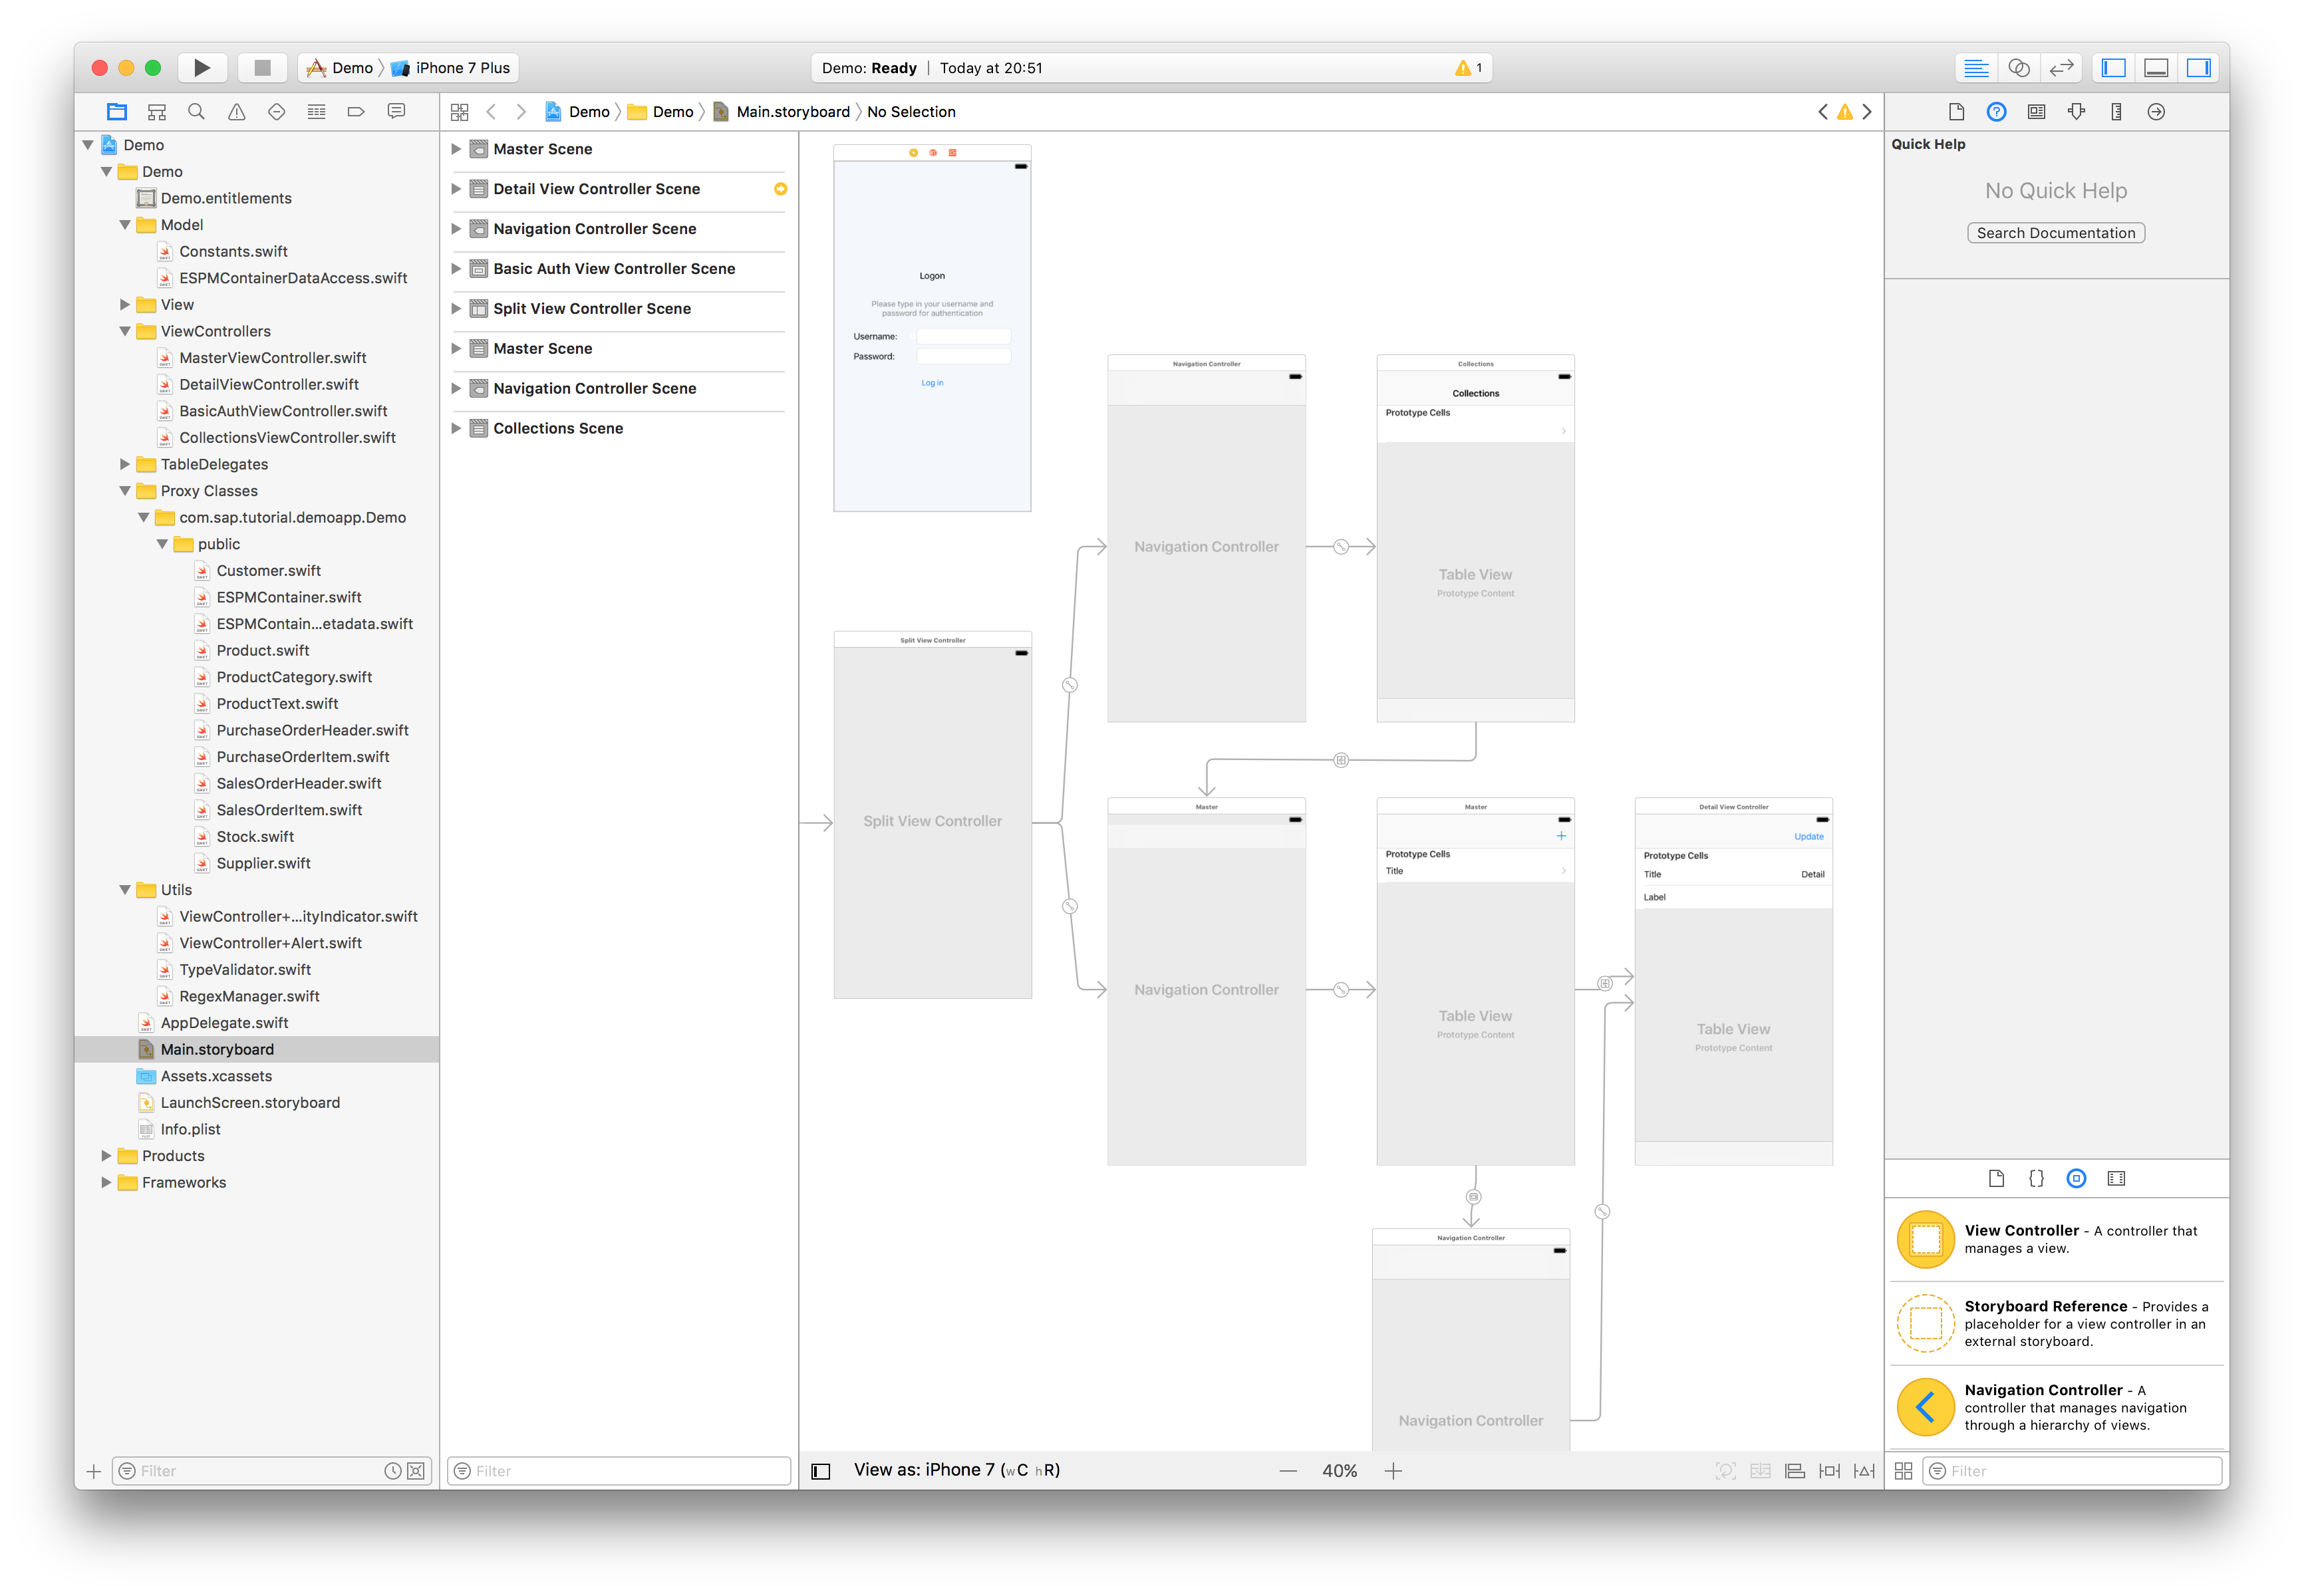 Demo
iPhone 7 Plus
Demo: Ready | Today at 20:51
1
Demo
Demo
Main.storyboard
No Selection
Demo
Demo
Demo.entitlements
Model
Constants.swift
ESPMContainerDataAccess.swift
View
ViewControllers
MasterViewController.swift
DetailViewController.swift
BasicAuthViewController.swift
CollectionsViewController.swift
TableDelegates
Proxy Classes
com.sap.tutorial.demoapp.Demo
public
Customer.swift
ESPMContainer.swift
ESPMContain...etadata.swift
Product.swift
ProductCategory.swift
ProductText.swift
PurchaseOrderHeader.swift
PurchaseOrderItem.swift
SalesOrderHeader.swift
SalesOrderItem.swift
Stock.swift
Supplier.swift
Utils
ViewController+...ityIndicator.swift
ViewController+Alert.swift
TypeValidator.swift
RegexManager.swift
AppDelegate.swift
Main.storyboard
Assets.xcassets
LaunchScreen.storyboard
Info.plist
Products
Frameworks
Filter
Master Scene
Detail View Controller Scene
Navigation Controller Scene
Basic Auth View Controller Scene
Split View Controller Scene
Master Scene
Navigation Controller Scene
Collections Scene
Filter
Logon
Please type in your username and
password for authentication
Username:
Password:
Log in
Navigation Controller
Navigation Controller
Collections
Collections
Prototype Cells
Table View
Prototype Content
Split View Controller
Split View Controller
Master
Navigation Controller
Master
Prototype Cells
Title
Table View
Prototype Content
Detail View Controller
Update
Prototype Cells
Title Detail
Label
Table View
Prototype Content
Navigation Controller
Navigation Controller
View as: iPhone 7 (wC hR)
40%
Quick Help
No Quick Help
Search Documentation
View Controller - A controller that
manages a view.
Storyboard Reference - Provides a
placeholder for a view controller in an
external storyboard.
Navigation Controller - A
controller that manages navigation
through a hierarchy of views.
Filter